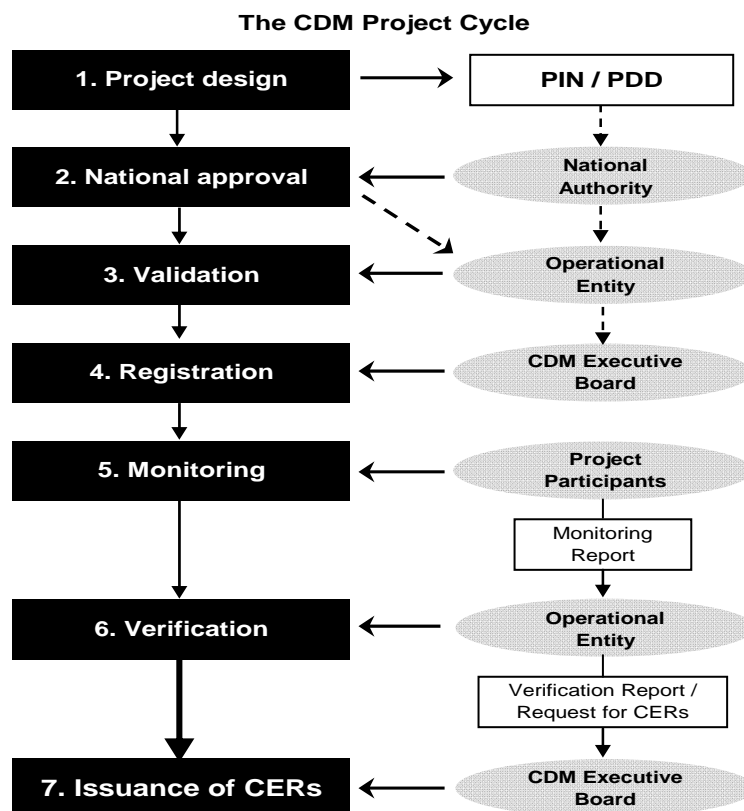 The CDM Project Cycle
1. Project design
PIN / PDD
2. National approval
National
Authority
3. Validation
Operational
Entity
4. Registration
CDM Executive
Board
5. Monitoring
Project
Participants
Monitoring
Report
6. Verification
Operational
Entity
Verification Report /
Request for CERs
7. Issuance of CERs
CDM Executive
Board